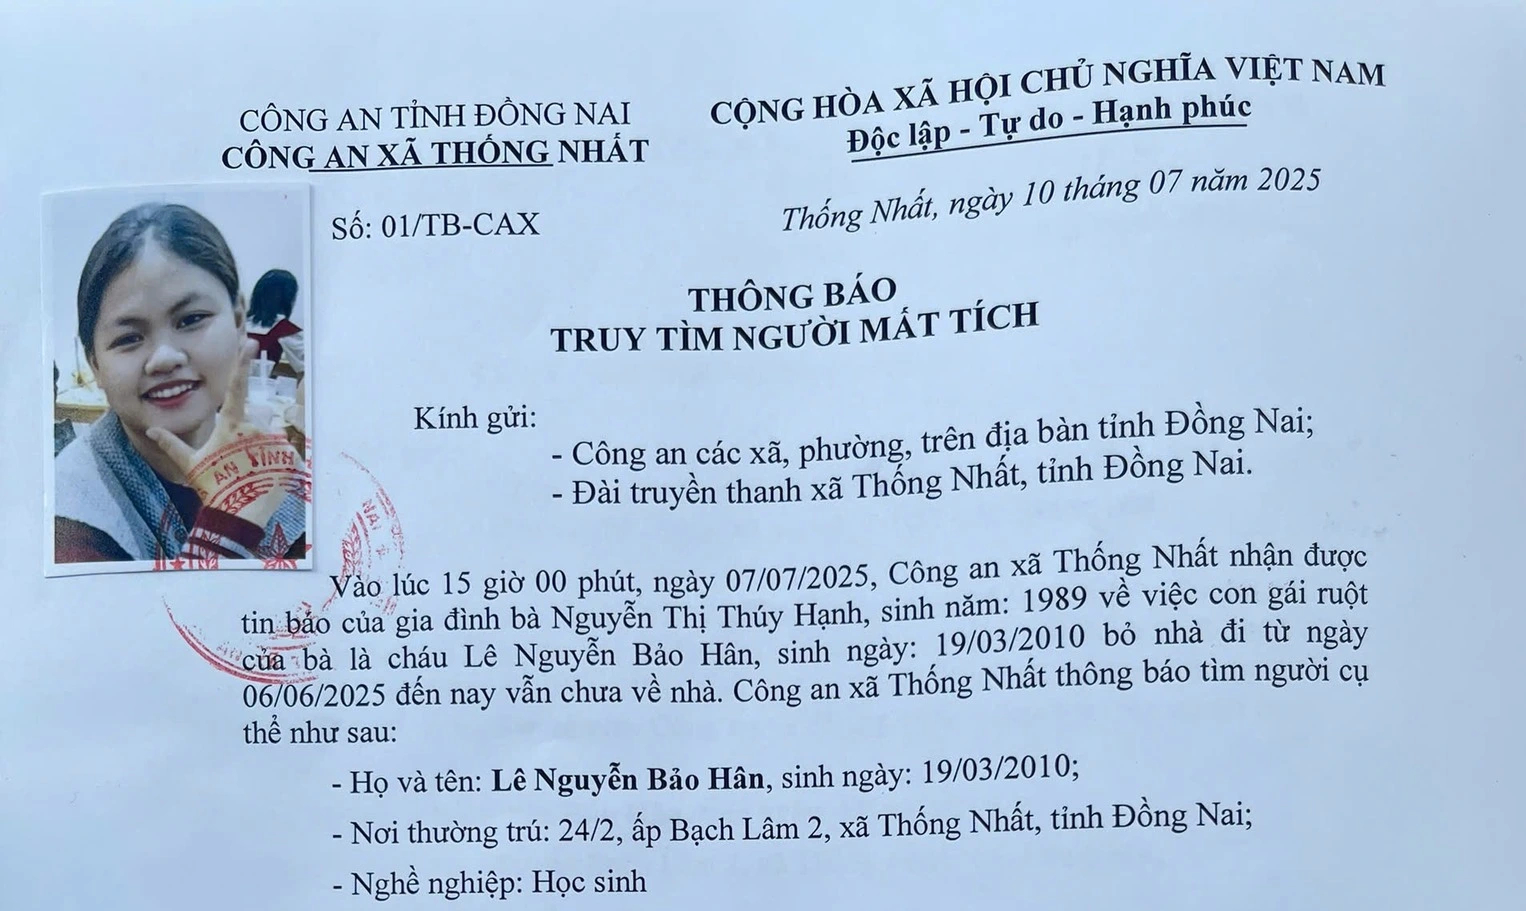 CÔNG AN TỈNH ĐỒNG NAI
CÔNG AN XÃ THỐNG NHẤT
CỘNG HÒA XÃ HỘI CHỦ NGHĨA VIỆT NAM
Độc lập - Tự do - Hạnh phúc
Số: 01/TB-CAX
Thống Nhất, ngày 10 tháng 07 năm 2025
THÔNG BÁO
TRUY TÌM NGƯỜI MẤT TÍCH
Kính gửi:
- Công an các xã, phường, trên địa bàn tỉnh Đồng Nai;
- Đài truyền thanh xã Thống Nhất, tỉnh Đồng Nai.
AN TỈNH
NAI
Vào lúc 15 giờ 00 phút, ngày 07/07/2025, Công an xã Thống Nhất nhận được
tin báo của gia đình bà Nguyễn Thị Thúy Hạnh, sinh năm: 1989 về việc con gái ruột
của bà là cháu Lê Nguyễn Bảo Hân, sinh ngày: 19/03/2010 bỏ nhà đi từ ngày
06/06/2025 đến nay vẫn chưa về nhà. Công an xã Thống Nhất thông báo tìm người cụ
thể như sau:
- Họ và tên: Lê Nguyễn Bảo Hân, sinh ngày: 19/03/2010;
- Nơi thường trú: 24/2, ấp Bạch Lâm 2, xã Thống Nhất, tỉnh Đồng Nai;
- Nghề nghiệp: Học sinh